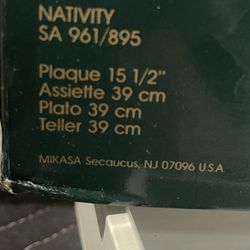 NATIVITY
SA 961/895
Plaque 15 1/2"
Assiette 39 cm
Plato 39 cm
Teller 39 cm
MIKASA Secaucus, NJ 07096 U.S.A.